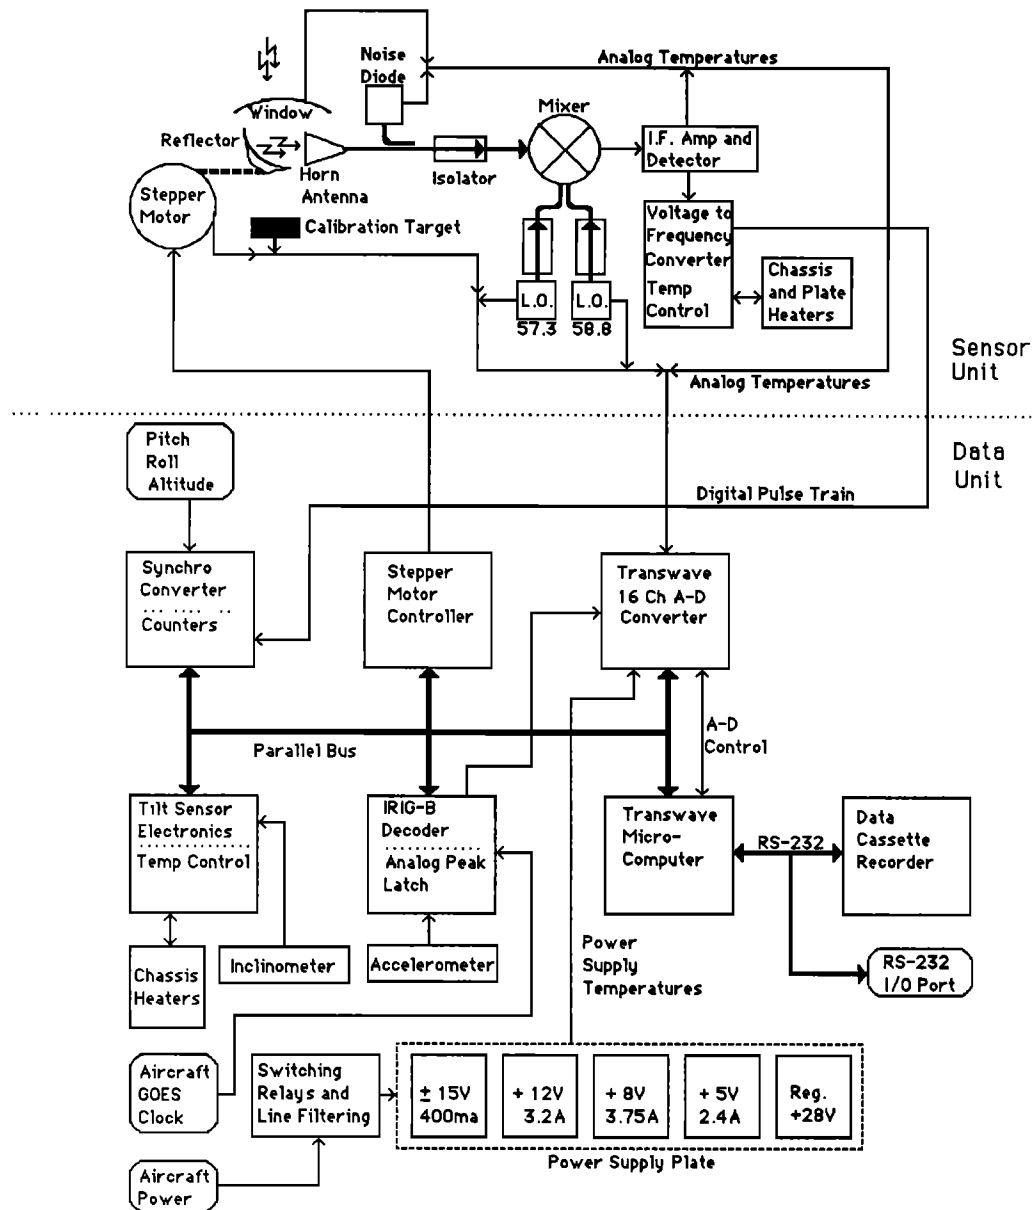 Noise
Diode
Analog Temperatures
Window
Mixer
Reflector
I.F. Amp and
Detector
Horn
Antenna
Isolator
Stepper
Motor
Calibration Target
Voltage to
Frequency
Converter
Temp
Control
Chassis
and Plate
Heaters
L.O.
57.3
L.O.
58.8
Analog Temperatures
Sensor
Unit
Data
Unit
Pitch
Roll
Altitude
Digital Pulse Train
Synchro
Converter
Counters
Stepper
Motor
Controller
Transwave
16 Ch A-D
Converter
Parallel Bus
A-D
Control
Tilt Sensor
Electronics
Temp Control
IRIG-B
Decoder
Analog Peak
Latch
Transwave
Micro-
Computer
RS-232
Data
Cassette
Recorder
Chassis
Heaters
Inclinometer
Accelerometer
Power
Supply
Temperatures
RS-232
I/O Port
Aircraft
GOES
Clock
Switching
Relays and
Line Filtering
± 15V
400ma
+ 12V
3.2A
+ 8V
3.75A
+ 5V
2.4A
Reg.
+28V
Power Supply Plate
Aircraft
Power